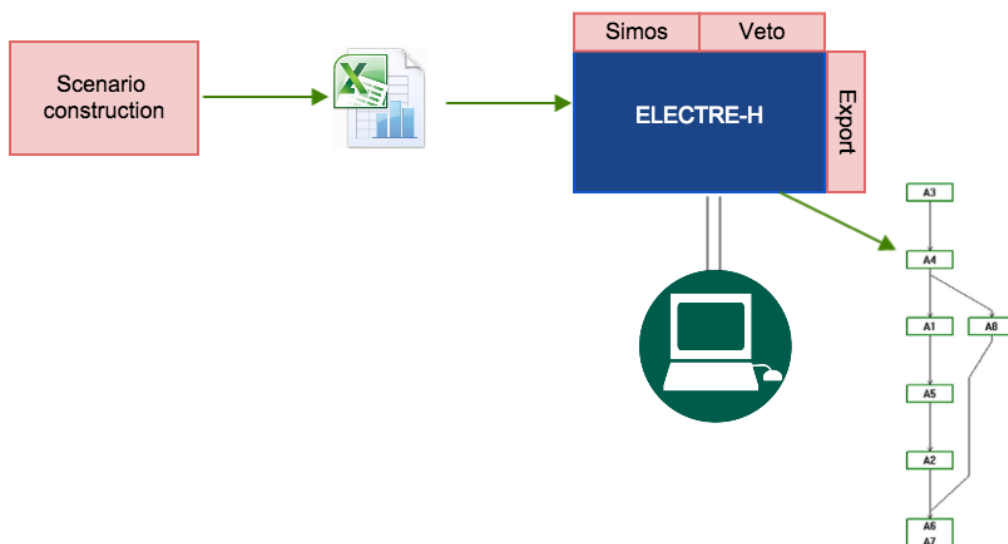 Simos
Veto
Scenario
construction
X
ELECTRE-H
Export
A3
A4
A1
A8
A5
A2
A6
A7